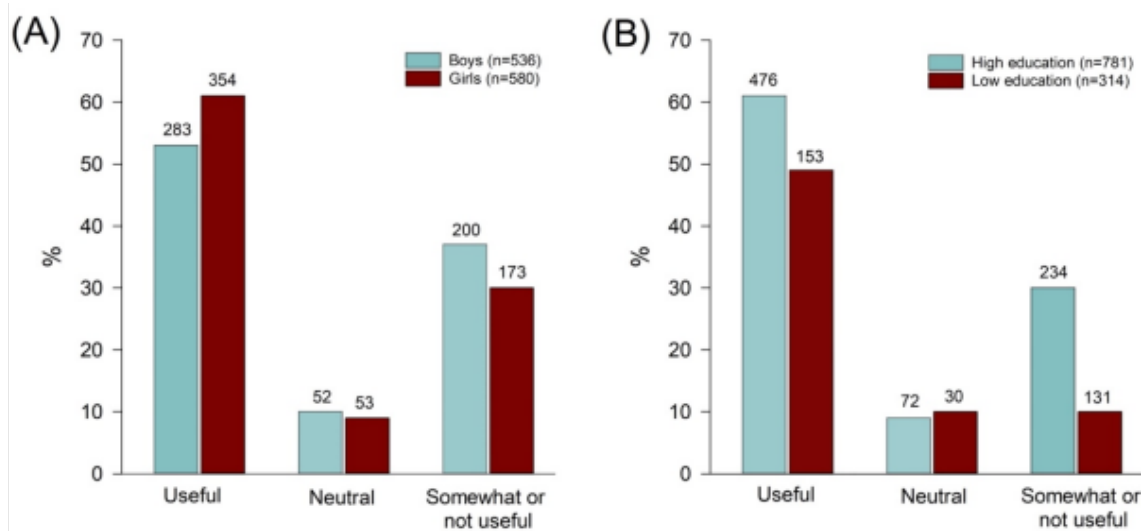 (A)
70
60
50
40
30
20
10
0
%
Boys (n=536)
Girls (n=580)
283
354
52
53
200
173
Useful
Neutral
Somewhat or
not useful
(B)
70
60
50
40
30
20
10
0
%
High education (n=781)
Low education (n=314)
476
153
72
30
234
131
Useful
Neutral
Somewhat or
not useful